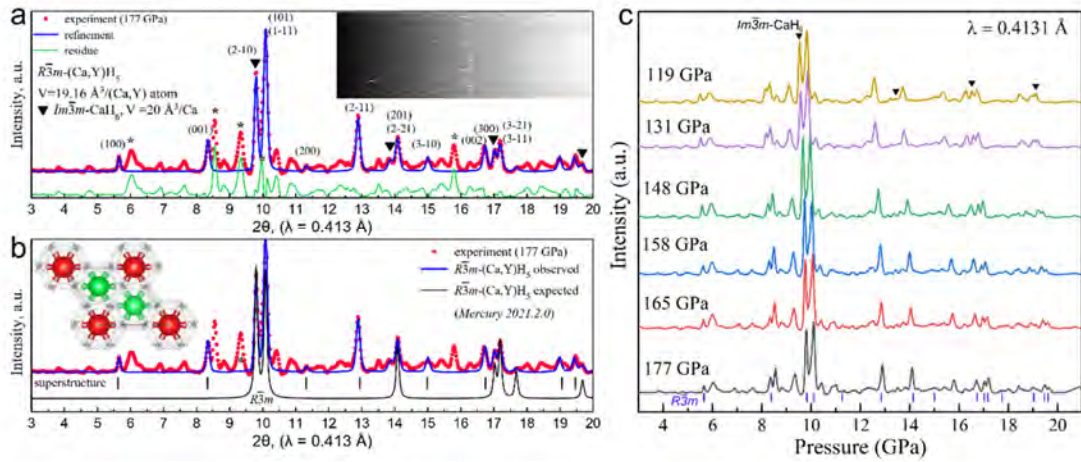 a
experiment (177 GPa)
refinement
residue
R3̅m-(Ca,Y)H5
V=19.16 Å3/(Ca,Y) atom
Im3̅m-CaH6, V =20 Å3/Ca
(100)
*
(001)
*
*
(2-10)
(101)
(1-11)
(200)
(2-11)
(201)
(2-21)
(3-10)
*
(002)
(300)
(3-21)
(3-11)
Intensity, a.u.
3 4 5 6 7 8 9 10 11 12 13 14 15 16 17 18 19 20
2θ, (λ = 0.413 Å)
b
experiment (177 GPa)
R3̅m-(Ca,Y)H5 observed
R3̅m-(Ca,Y)H5 expected
(Mercury 2021.2.0)
superstructure
R3̅m
Intensity, a.u.
3 4 5 6 7 8 9 10 11 12 13 14 15 16 17 18 19 20
2θ, (λ = 0.413 Å)
c
Im3̅m-CaH6
λ = 0.4131 Å
119 GPa
131 GPa
148 GPa
158 GPa
165 GPa
177 GPa
R3̅m
Intensity (a.u.)
4 6 8 10 12 14 16 18 20
Pressure (GPa)